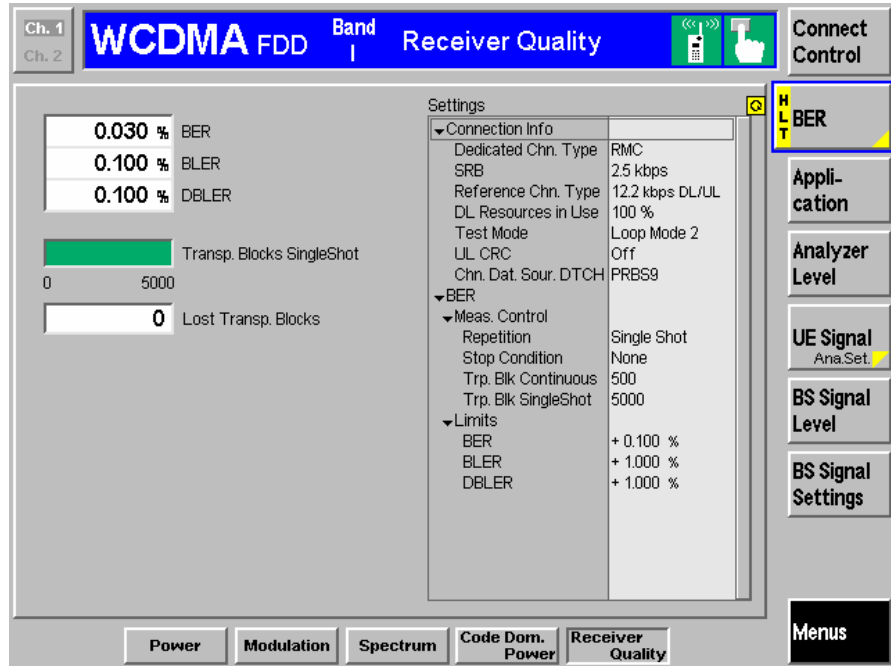 Ch. 1
Ch. 2
WCDMA FDD Band I Receiver Quality
Connect Control
0.030 % BER
0.100 % BLER
0.100 % DBLER
Transp. Blocks SingleShot
0 5000
0 Lost Transp. Blocks
Settings
Connection Info
Dedicated Chn. Type RMC
SRB 2.5 kbps
Reference Chn. Type 12.2 kbps DL/UL
DL Resources in Use 100 %
Test Mode Loop Mode 2
UL CRC Off
Chn. Dat. Sour. DTCH PRBS9
BER
Meas. Control
Repetition Single Shot
Stop Condition None
Trp. Blk Continuous 500
Trp. Blk SingleShot 5000
Limits
BER + 0.100 %
BLER + 1.000 %
DBLER + 1.000 %
HLT BER
Appli-
cation
Analyzer
Level
UE Signal
Ana.Set.
BS Signal
Level
BS Signal
Settings
Menus
Power
Modulation
Spectrum
Code Dom.
Power
Receiver
Quality